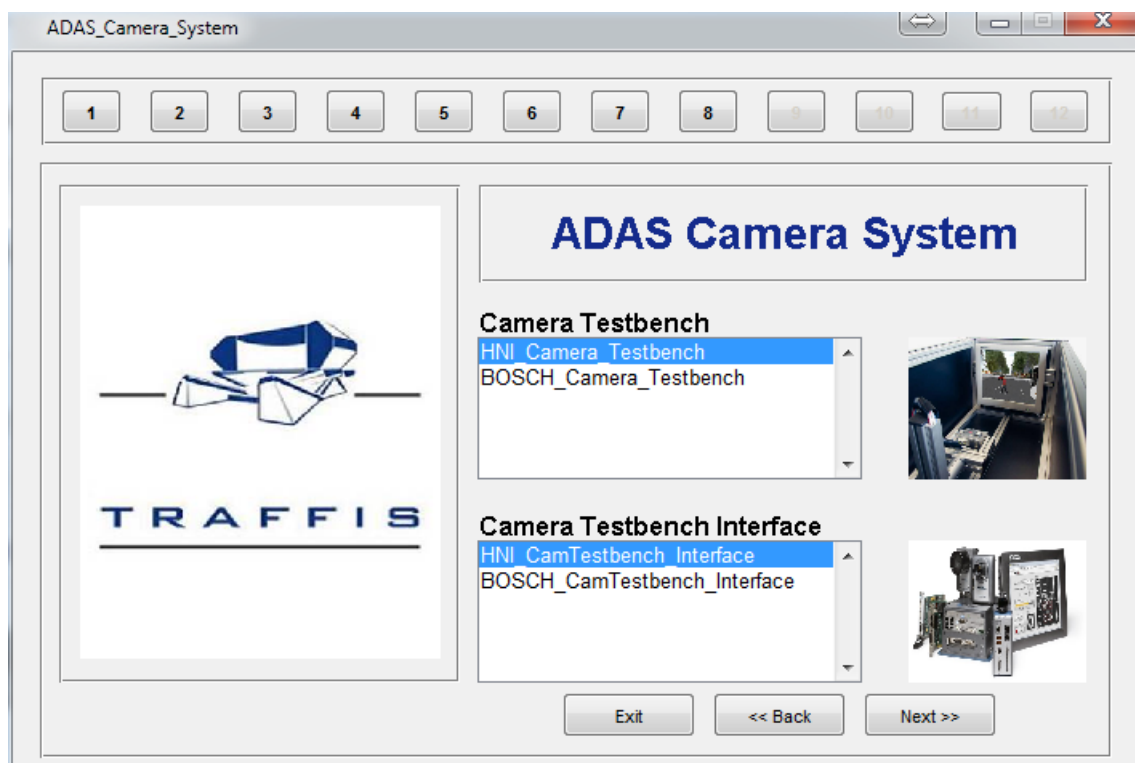 ADAS_Camera_System
1 2 3 4 5 6 7 8 9 10 11 12
TRAFFIS
ADAS Camera System
Camera Testbench
HNI_Camera_Testbench
BOSCH_Camera_Testbench
Camera Testbench Interface
HNI_CamTestbench_Interface
BOSCH_CamTestbench_Interface
Exit << Back Next >>